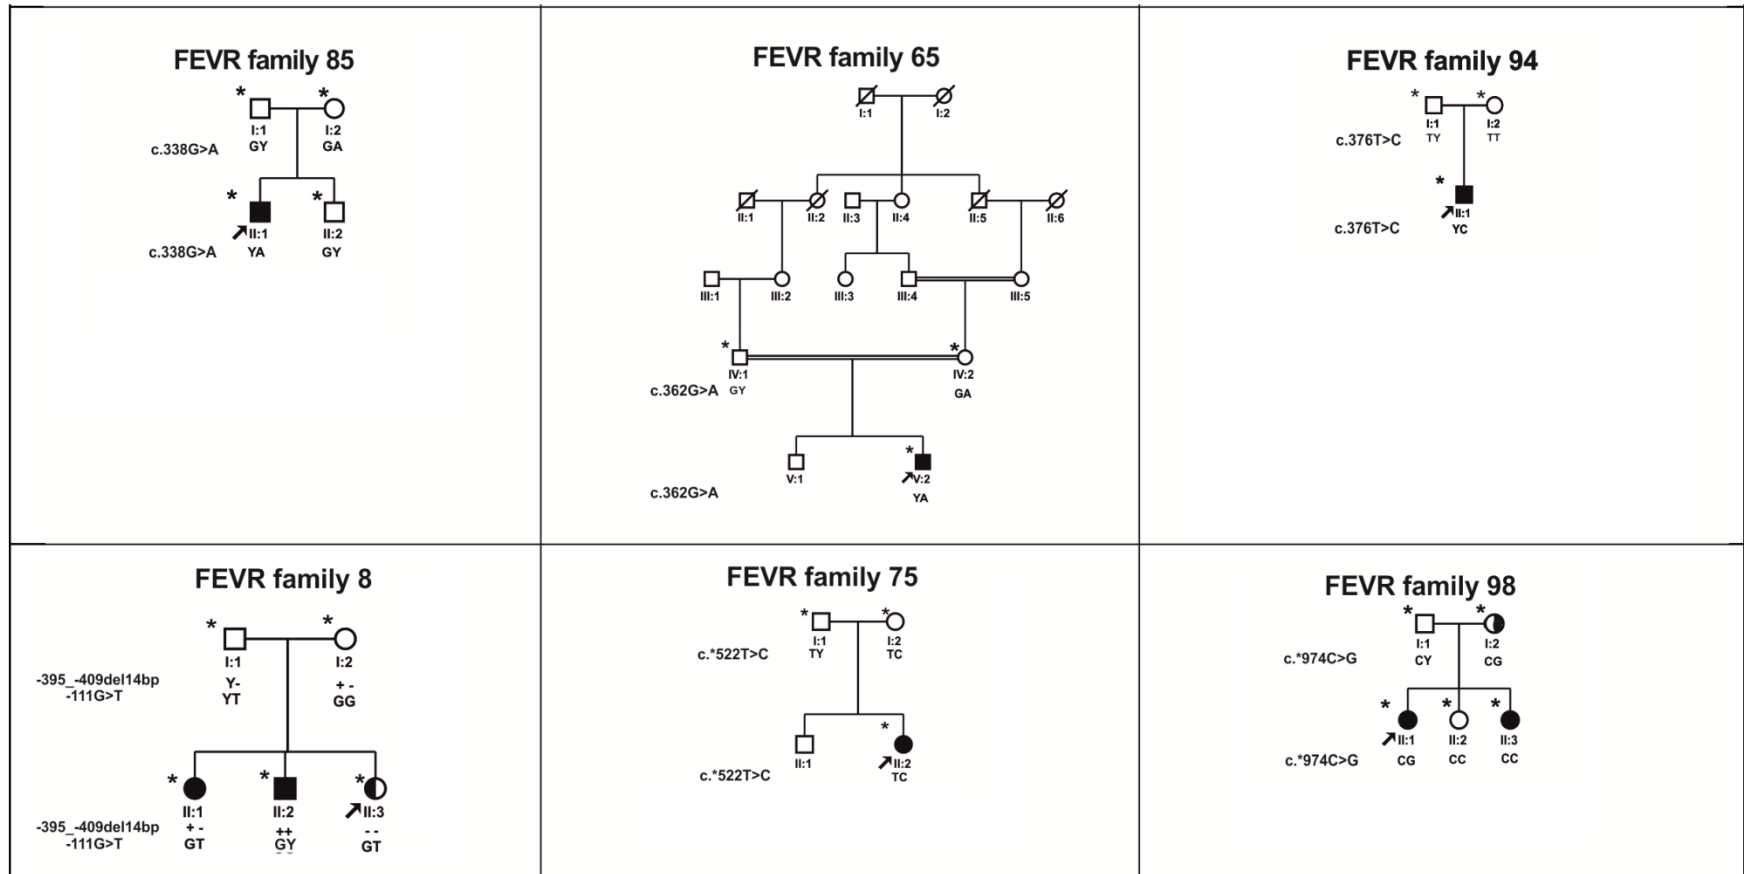 FEVR family 85
* *
I:1 I:2
c.338G>A GY GA
* *
II:1 II:2
c.338G>A YA GY
FEVR family 65
I:1 I:2
II:1 II:2 II:3 II:4 II:5 II:6
III:1 III:2 III:3 III:4 III:5
* *
IV:1 IV:2
c.362G>A GY GA
*
V:1 V:2
c.362G>A YA
FEVR family 94
* *
I:1 I:2
c.376T>C TY TT
*
II:1
c.376T>C YC
FEVR family 8
* *
I:1 I:2
-395_-409del14bp Y- + -
-111G>T YT GG
* * *
II:1 II:2 II:3
-395_-409del14bp + - ++ - -
-111G>T GT GY GT
FEVR family 75
* *
I:1 I:2
c.*522T>C TY TC
*
II:1 II:2
c.*522T>C TC
FEVR family 98
* *
I:1 I:2
c.*974C>G CY CG
* * *
II:1 II:2 II:3
c.*974C>G CG CC CC